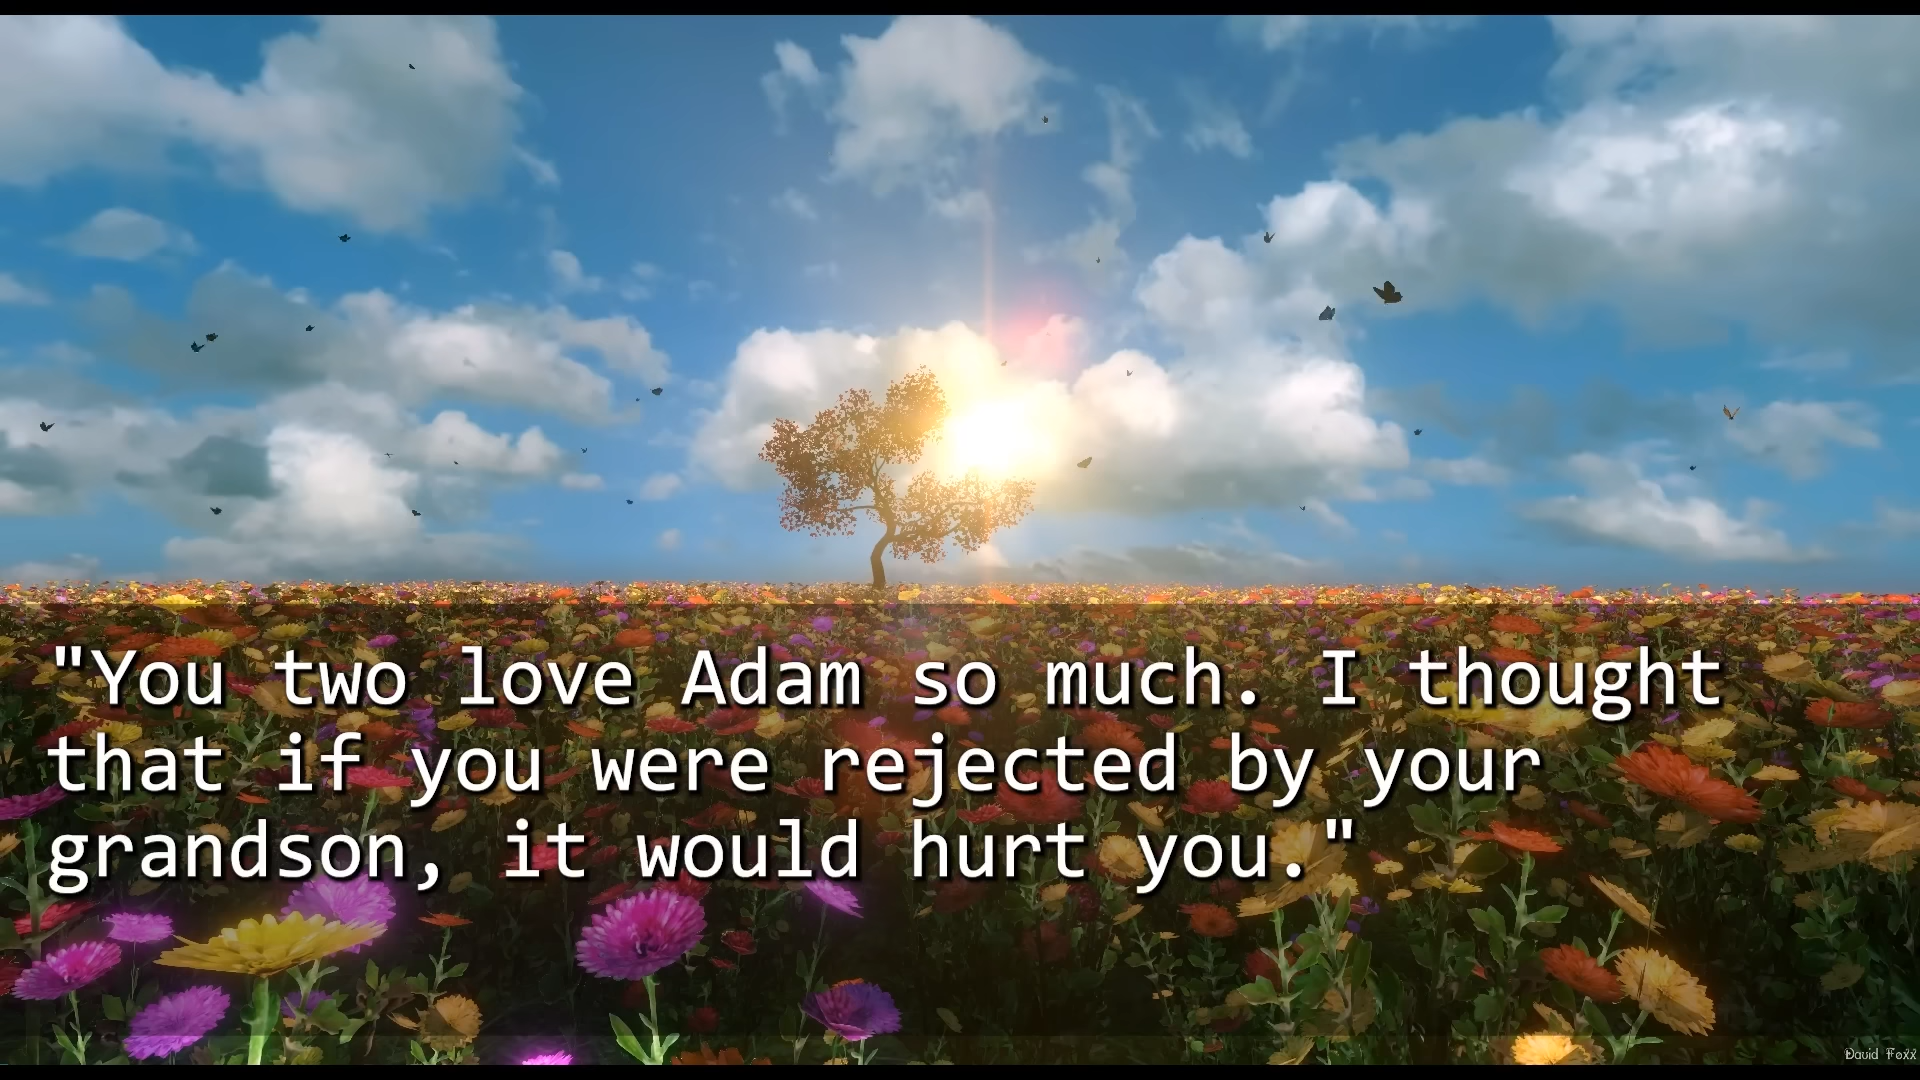 "You two love Adam so much. I thought
that if you were rejected by your
grandson, it would hurt you."
David Foxx